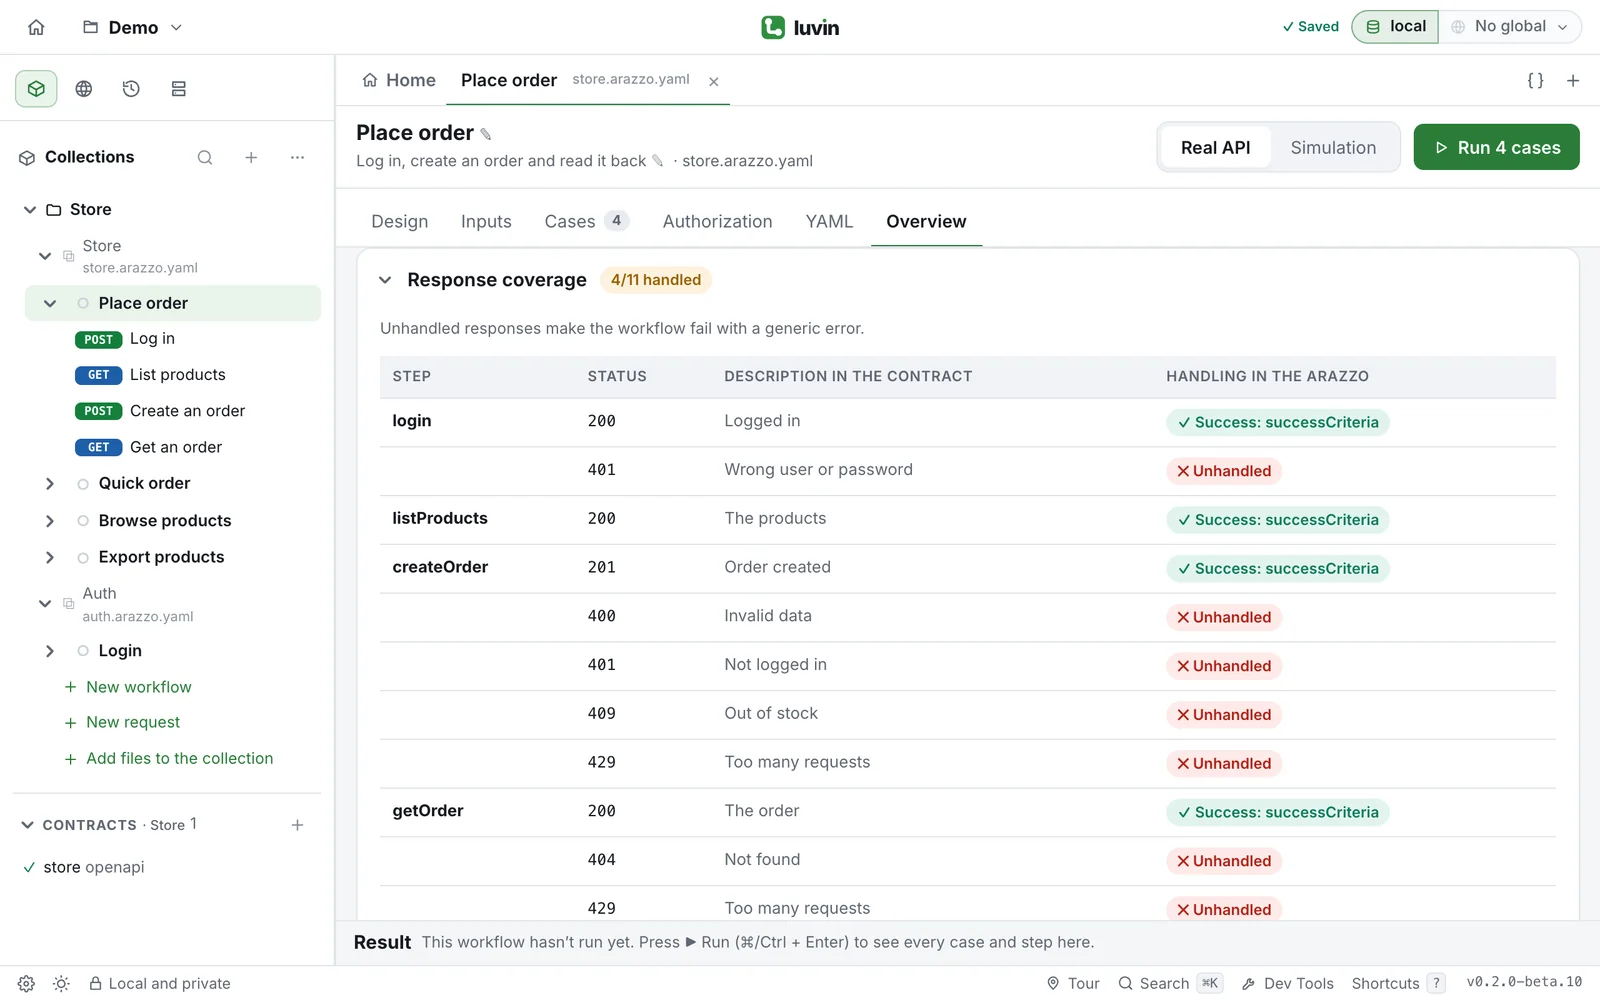 Demo
luvin
Saved
local
No global
Home
Place order
store.arazzo.yaml
Collections
Place order
Log in, create an order and read it back · store.arazzo.yaml
Real API
Simulation
Run 4 cases
Design
Inputs
Cases 4
Authorization
YAML
Overview
Store
Store
store.arazzo.yaml
Place order
POST Log in
GET List products
POST Create an order
GET Get an order
Quick order
Browse products
Export products
Auth
auth.arazzo.yaml
Login
+ New workflow
+ New request
+ Add files to the collection
CONTRACTS · Store 1
store openapi
Response coverage 4/11 handled
Unhandled responses make the workflow fail with a generic error.
STEP STATUS DESCRIPTION IN THE CONTRACT HANDLING IN THE ARAZZO
login 200 Logged in ✓ Success: successCriteria
401 Wrong user or password ✕ Unhandled
listProducts 200 The products ✓ Success: successCriteria
createOrder 201 Order created ✓ Success: successCriteria
400 Invalid data ✕ Unhandled
401 Not logged in ✕ Unhandled
409 Out of stock ✕ Unhandled
429 Too many requests ✕ Unhandled
getOrder 200 The order ✓ Success: successCriteria
404 Not found ✕ Unhandled
429 Too many requests ✕ Unhandled
Result This workflow hasn't run yet. Press ▶ Run (⌘/Ctrl + Enter) to see every case and step here.
Local and private
Tour
Search ⌘K
Dev Tools
Shortcuts ?
v0.2.0-beta.10